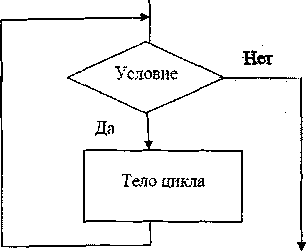 Условие
Нет
Да
Тело цикла